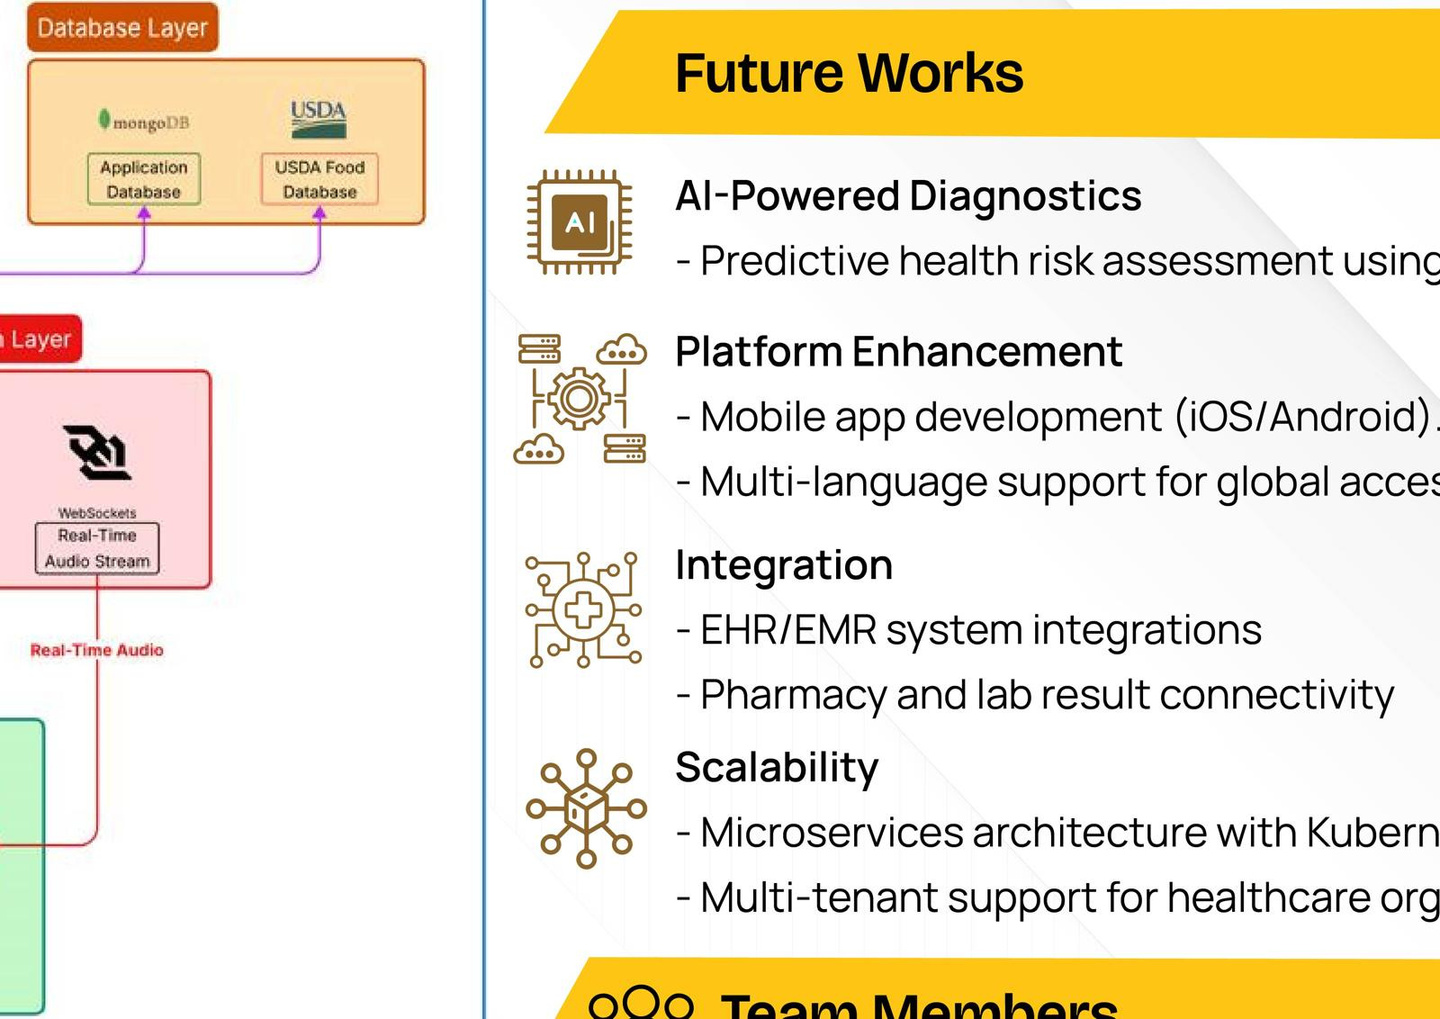 Database Layer
mongoDB
USDA
Application
Database
USDA Food
Database
Layer
WebSockets
Real-Time
Audio Stream
Real-Time Audio
Future Works
AI
AI-Powered Diagnostics
- Predictive health risk assessment using
Platform Enhancement
- Mobile app development (iOS/Android).
- Multi-language support for global
Integration
- EHR/EMR system integrations
- Pharmacy and lab result connectivity
Scalability
- Microservices architecture with
- Multi-tenant support for healthcare
Team Members